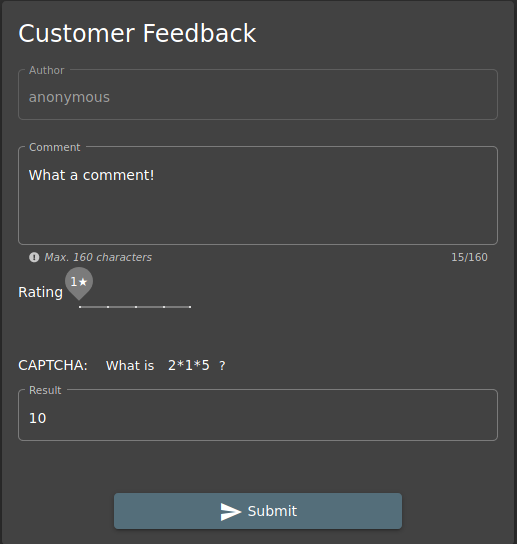 Customer Feedback
Author
anonymous
Comment
What a comment!
Max. 160 characters 15/160
Rating 1★
CAPTCHA: What is 2*1*5 ?
Result
10
Submit